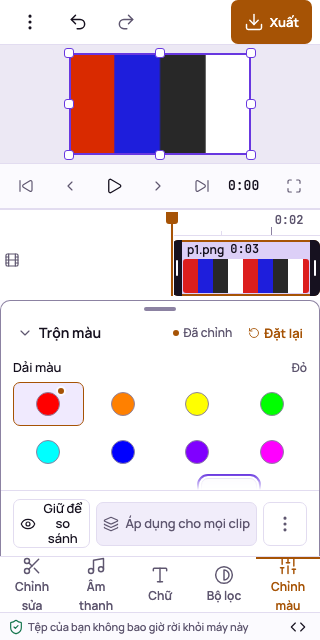 Xuất
0:00
0:02
p1.png 0:03
Trộn màu
Đã chỉnh
Đặt lại
Dải màu
Đỏ
Giữ để
so
sánh
Áp dụng cho mọi clip
Chỉnh
sửa
Âm
thanh
Chữ
Bộ lọc
Chỉnh
màu
Tệp của bạn không bao giờ rời khỏi máy này